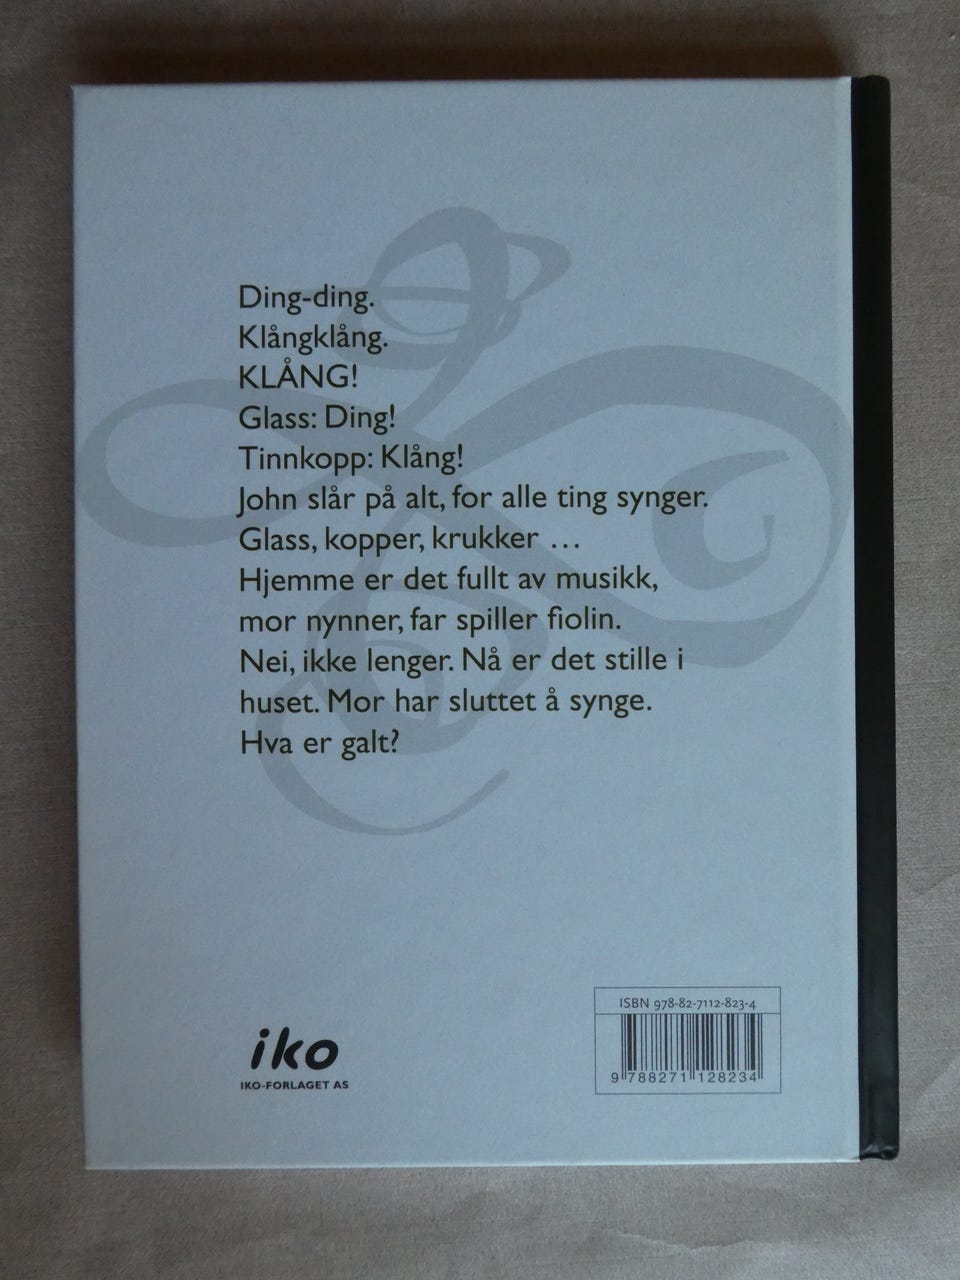 Ding-ding.
Klångklång.
KLÅNG!
Glass: Ding!
Tinnkopp: Klång!
John slår på alt, for alle ting synger.
Glass, kopper, krukker ...
Hjemme er det fullt av musikk,
mor nynner, far spiller fiolin.
Nei, ikke lenger. Nå er det stille i
huset. Mor har sluttet å synge.
Hva er galt?
iko
IKO-FORLAGET AS
ISBN 978-82-7112-823-4
9 788271 128234